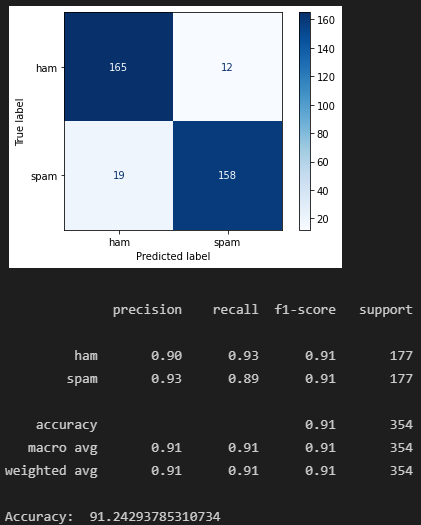 160
ham 165 12
140
120
100
True label
80
60
spam 19 158
40
20
ham spam
Predicted label
precision recall f1-score support
ham 0.90 0.93 0.91 177
spam 0.93 0.89 0.91 177
accuracy 0.91 354
macro avg 0.91 0.91 0.91 354
weighted avg 0.91 0.91 0.91 354
Accuracy: 91.24293785310734